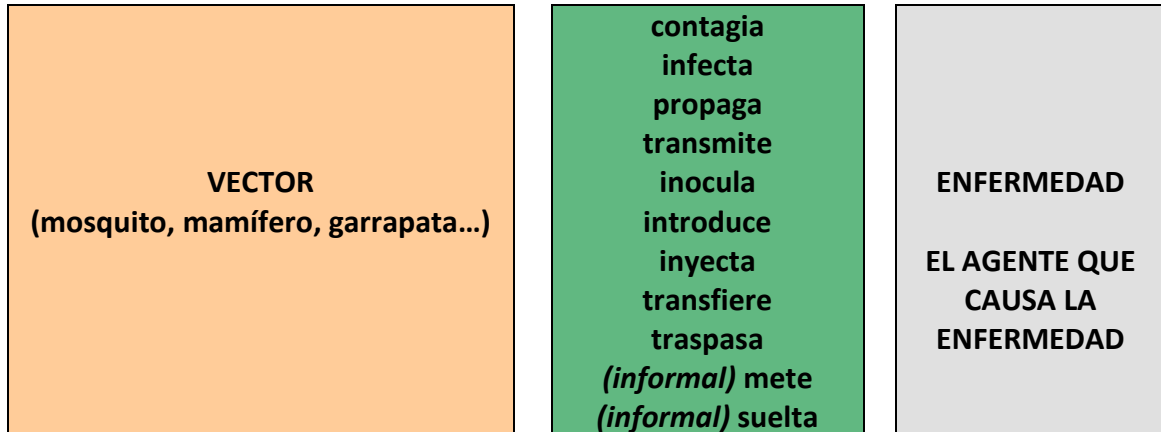 VECTOR
(mosquito, mamífero, garrapata…)
contagia
infecta
propaga
transmite
inocula
introduce
inyecta
transfiere
traspasa
(informal) mete
(informal) suelta
ENFERMEDAD
EL AGENTE QUE
CAUSA LA
ENFERMEDAD